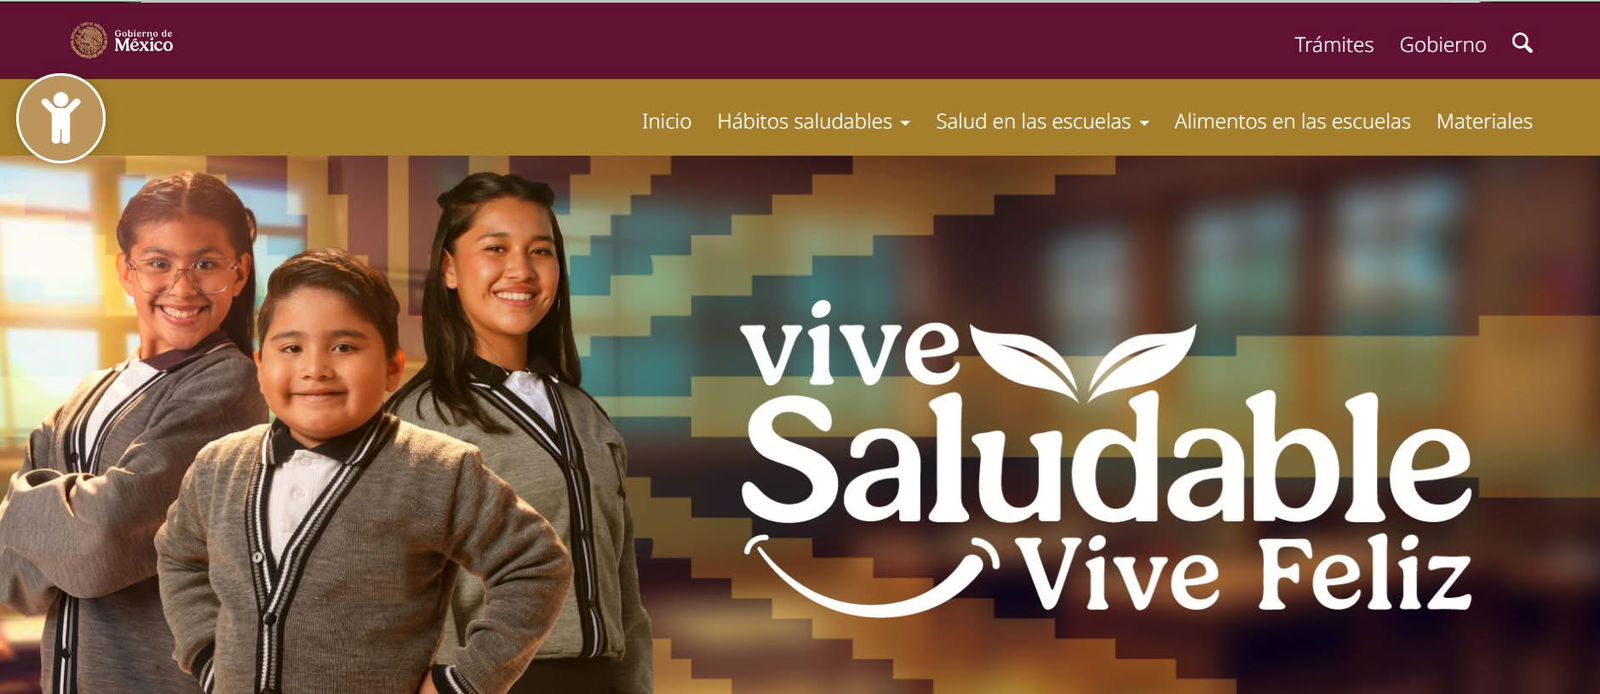 Gobierno de
México
Trámites Gobierno
Inicio Hábitos saludables Salud en las escuelas Alimentos en las escuelas Materiales
vive
Saludable
Vive Feliz